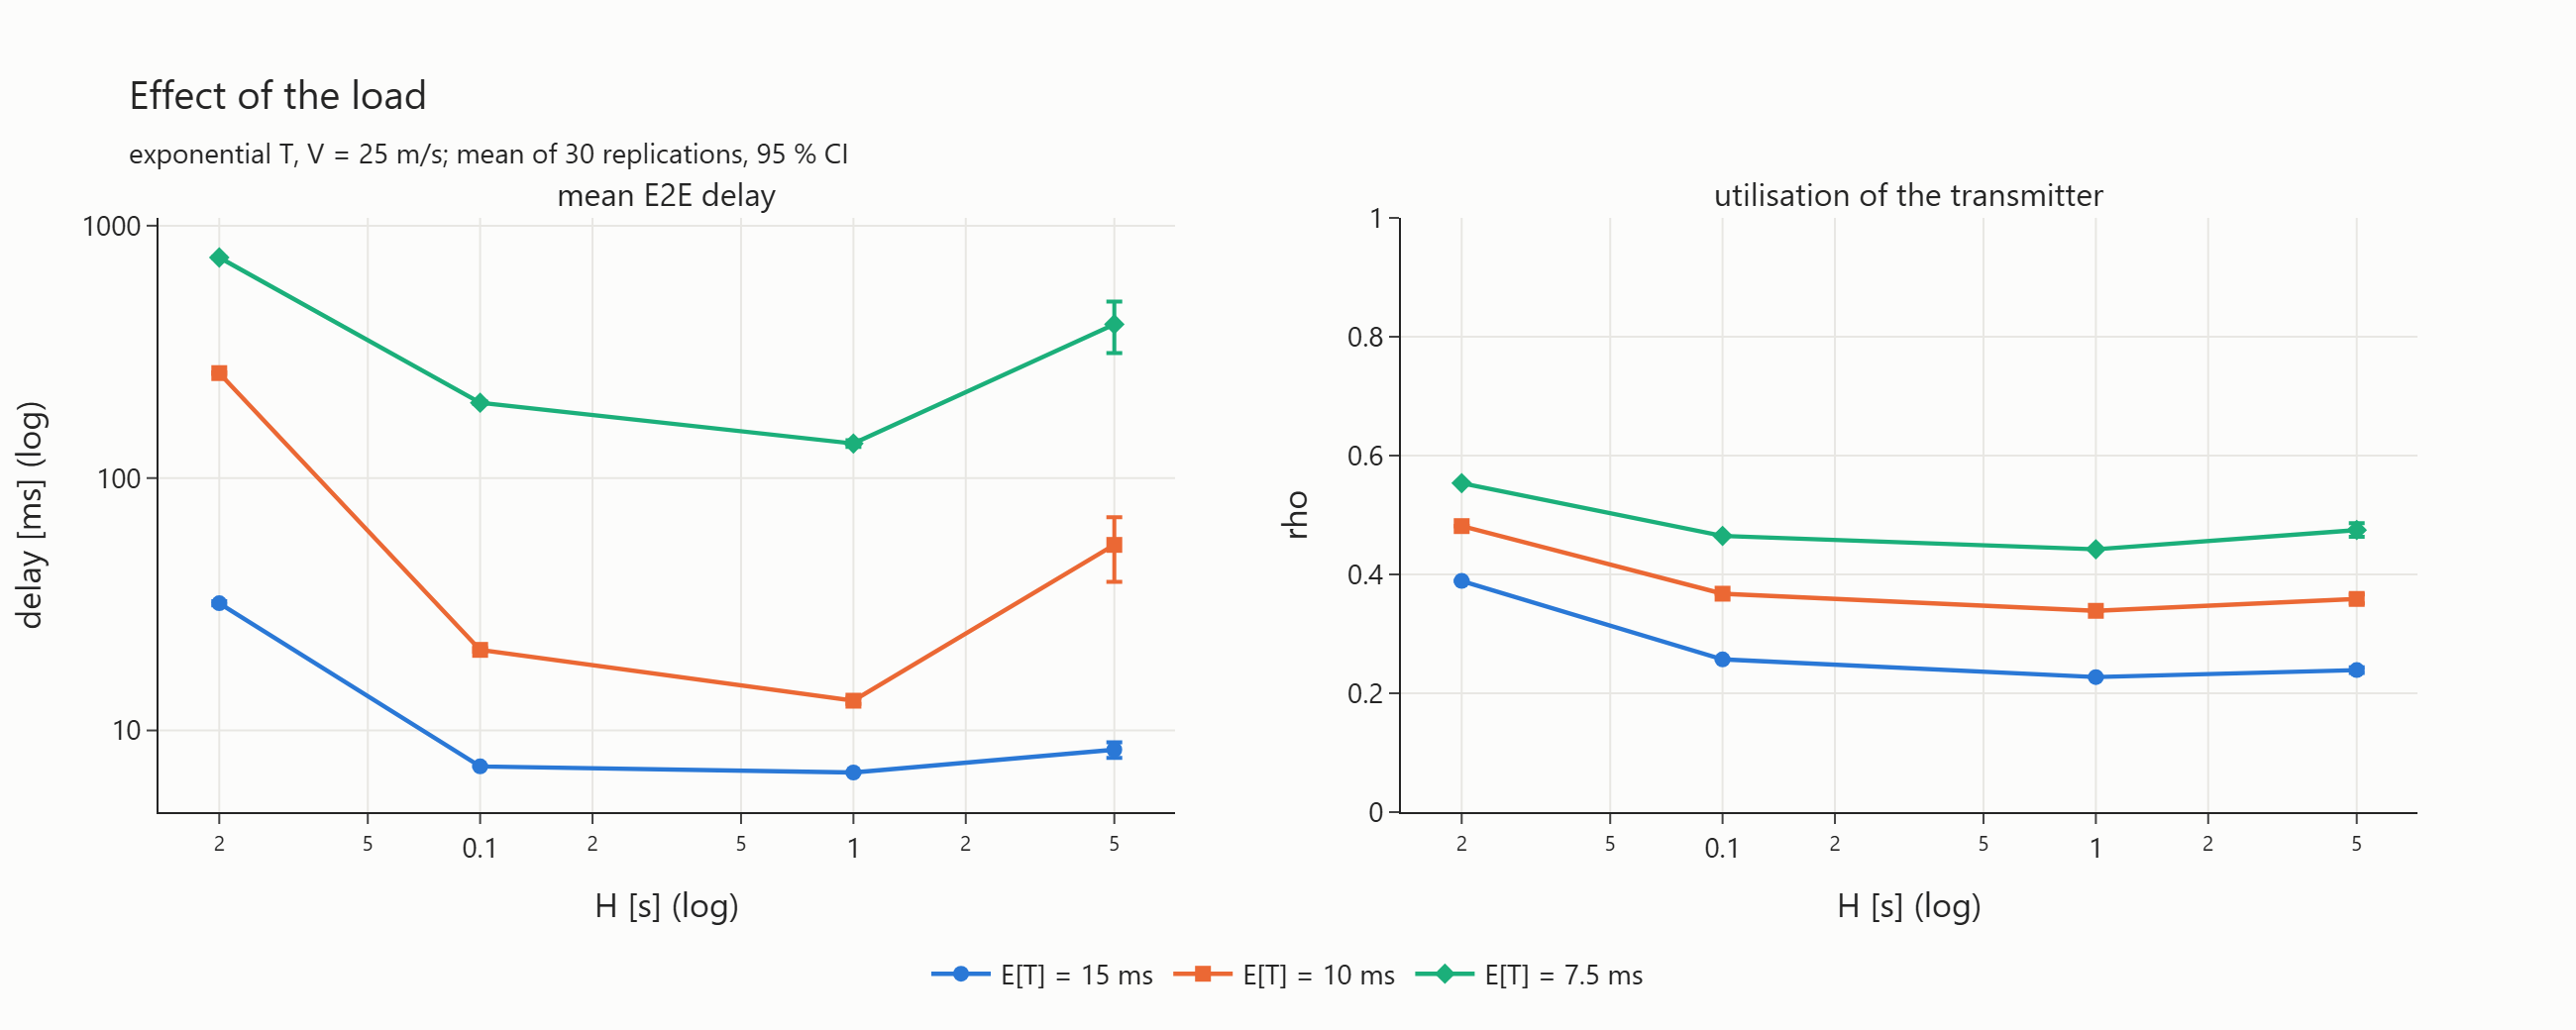 Effect of the load
exponential T, V = 25 m/s; mean of 30 replications, 95 % CI
mean E2E delay
1000
100
10
delay [ms] (log)
2 5 0.1 2 5 1 2 5
H [s] (log)
utilisation of the transmitter
1
0.8
0.6
0.4
0.2
0
rho
2 5 0.1 2 5 1 2 5
H [s] (log)
E[T] = 15 ms E[T] = 10 ms E[T] = 7.5 ms